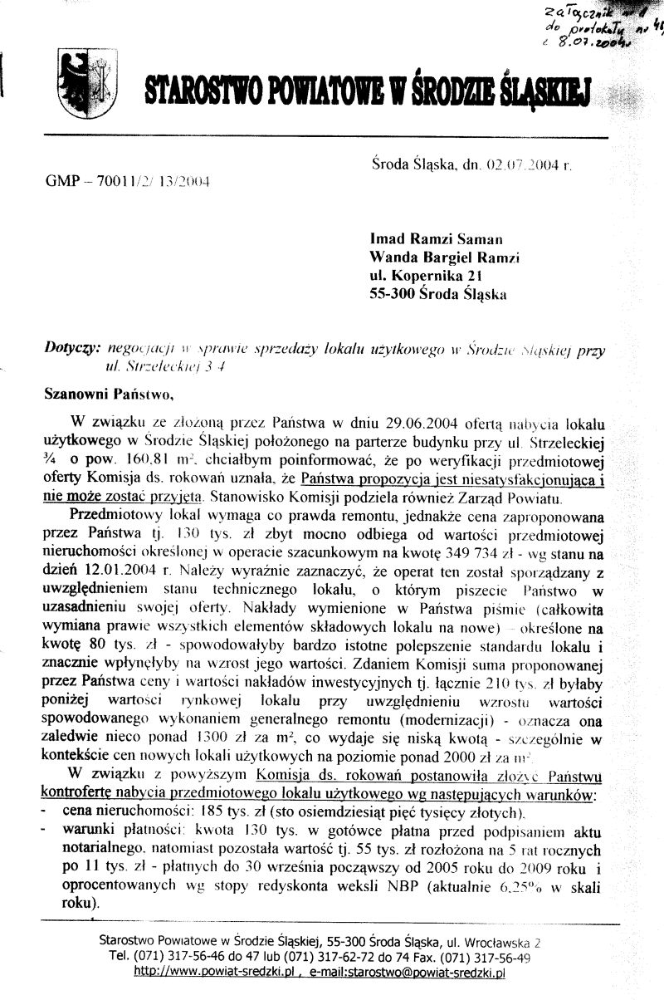 Załącznik nr 1
do protokołu nr 48/
z 8.07.2004r
STAROSTWO POWIATOWE W ŚRODZIE ŚLĄSKIEJ
Środa Śląska, dn. 02.07.2004 r.
GMP – 70011/2/ 13/2004
Imad Ramzi Saman
Wanda Bargiel Ramzi
ul. Kopernika 21
55-300 Środa Śląska
Dotyczy: negocjacji w sprawie sprzedaży lokalu użytkowego w Środzie Śląskiej przy
ul. Strzeleckiej 3 4
Szanowni Państwo,
W związku ze złożoną przez Państwa w dniu 29.06.2004 ofertą nabycia lokalu
użytkowego w Środzie Śląskiej położonego na parterze budynku przy ul. Strzeleckiej
¾ o pow. 160,81 m², chciałbym poinformować, że po weryfikacji przedmiotowej
oferty Komisja ds. rokowań uznała, że Państwa propozycja jest niesatysfakcjonująca i
nie może zostać przyjęta. Stanowisko Komisji podziela również Zarząd Powiatu.
Przedmiotowy lokal wymaga co prawda remontu, jednakże cena zaproponowana
przez Państwa tj. 130 tys. zł zbyt mocno odbiega od wartości przedmiotowej
nieruchomości określonej w operacie szacunkowym na kwotę 349 734 zł - wg stanu na
dzień 12.01.2004 r. Należy wyraźnie zaznaczyć, że operat ten został sporządzany z
uwzględnieniem stanu technicznego lokalu, o którym piszecie Państwo w
uzasadnieniu swojej oferty. Nakłady wymienione w Państwa piśmie (całkowita
wymiana prawie wszystkich elementów składowych lokalu na nowe) – określone na
kwotę 80 tys. zł - spowodowałyby bardzo istotne polepszenie standardu lokalu i
znacznie wpłynęłyby na wzrost jego wartości. Zdaniem Komisji suma proponowanej
przez Państwa ceny i wartości nakładów inwestycyjnych tj. łącznie 210 tys. zł byłaby
poniżej wartości rynkowej lokalu przy uwzględnieniu wzrostu wartości
spowodowanego wykonaniem generalnego remontu (modernizacji) - oznacza ona
zaledwie nieco ponad 1300 zł za m², co wydaje się niską kwotą - szczególnie w
kontekście cen nowych lokali użytkowych na poziomie ponad 2000 zł za m².
W związku z powyższym Komisja ds. rokowań postanowiła złożyć Państwu
kontrofertę nabycia przedmiotowego lokalu użytkowego wg następujących warunków:
- cena nieruchomości: 185 tys. zł (sto osiemdziesiąt pięć tysięcy złotych),
- warunki płatności: kwota 130 tys. w gotówce płatna przed podpisaniem aktu
notarialnego, natomiast pozostała wartość tj. 55 tys. zł rozłożona na 5 rat rocznych
po 11 tys. zł - płatnych do 30 września począwszy od 2005 roku do 2009 roku i
oprocentowanych wg stopy redyskonta weksli NBP (aktualnie 6,25% w skali
roku).
Starostwo Powiatowe w Środzie Śląskiej, 55-300 Środa Śląska, ul. Wrocławska 2
Tel. (071) 317-56-46 do 47 lub (071) 317-62-72 do 74 Fax. (071) 317-56-49
http://www.powiat-sredzki.pl , e-mail:starostwo@powiat-sredzki.pl